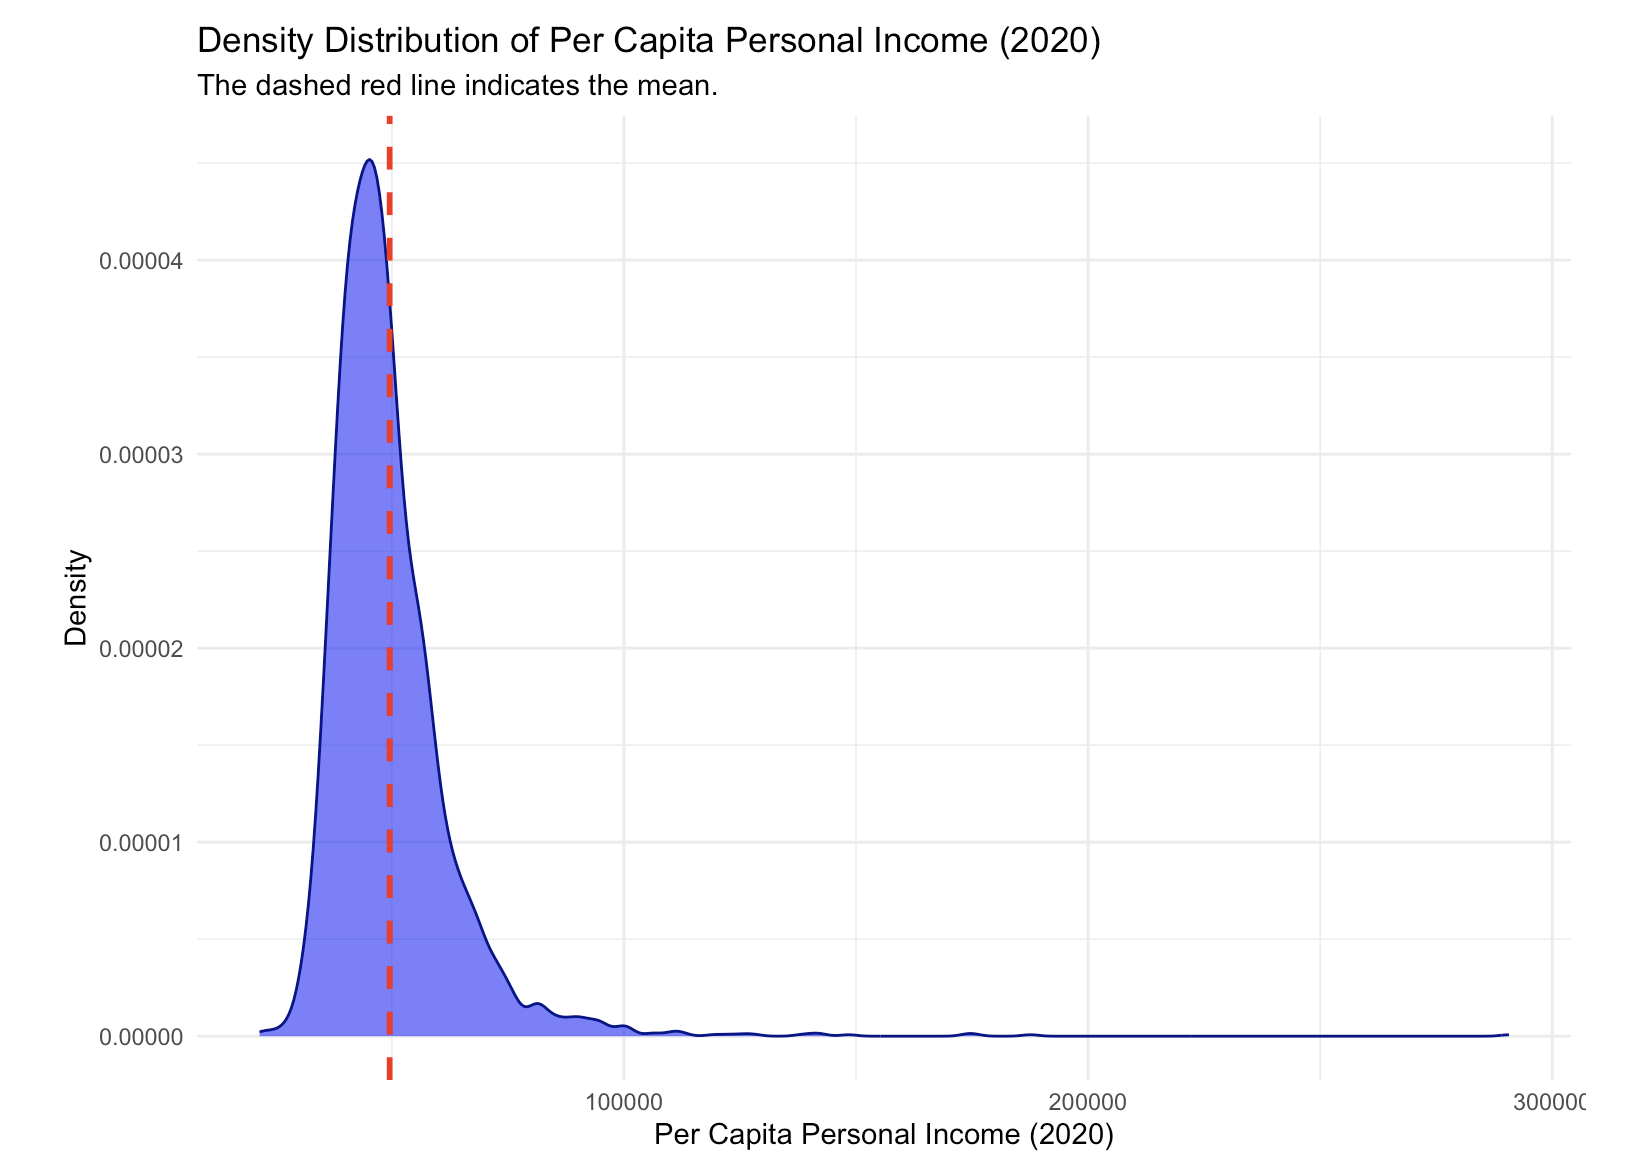 Density Distribution of Per Capita Personal Income (2020)
The dashed red line indicates the mean.
Density
0.00004
0.00003
0.00002
0.00001
0.00000
100000
200000
300000
Per Capita Personal Income (2020)